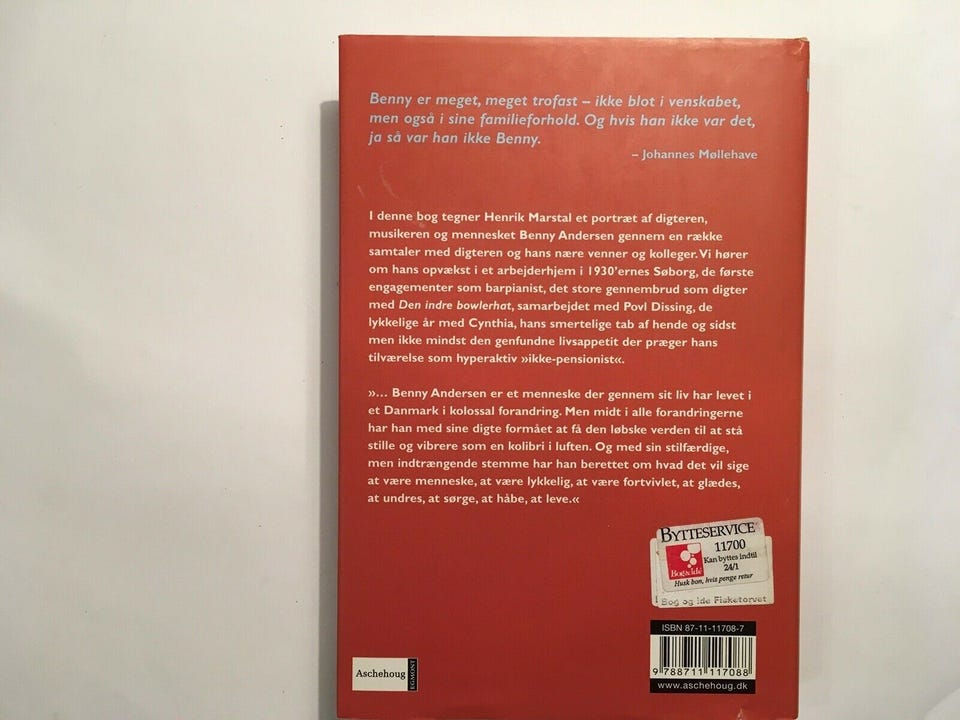 Benny er meget, meget trofast – ikke blot i venskabet,
men også i sine familieforhold. Og hvis han ikke var det,
ja så var han ikke Benny.
– Johannes Møllehave
I denne bog tegner Henrik Marstal et portræt af digteren,
musikeren og mennesket Benny Andersen gennem en række
samtaler med digteren og hans nære venner og kolleger. Vi hører
om hans opvækst i et arbejderhjem i 1930'ernes Søborg, de første
engagementer som barpianist, det store gennembrud som digter
med Den indre bowlerhat, samarbejdet med Povl Dissing, de
lykkelige år med Cynthia, hans smertelige tab af hende og sidst
men ikke mindst den genfundne livsappetit der præger hans
tilværelse som hyperaktiv »ikke-pensionist«.
»... Benny Andersen er et menneske der gennem sit liv har levet i
et Danmark i kolossal forandring. Men midt i alle forandringerne
har han med sine digte formået at få den løbske verden til at stå
stille og vibrere som en kolibri i luften. Og med sin stilfærdige,
men indtrængende stemme har han berettet om hvad det vil sige
at være menneske, at være lykkelig, at være fortvivlet, at glædes,
at undres, at sørge, at håbe, at leve.«
BYTTESERVICE
11700
Kan byttes indtil
24/1
Bog & idé
Husk bon, hvis penge retur
Bog og ide Fisketorvet
ISBN 87-11-11708-7
9 788711 117088
www.aschehoug.dk
Aschehoug
EGMONT